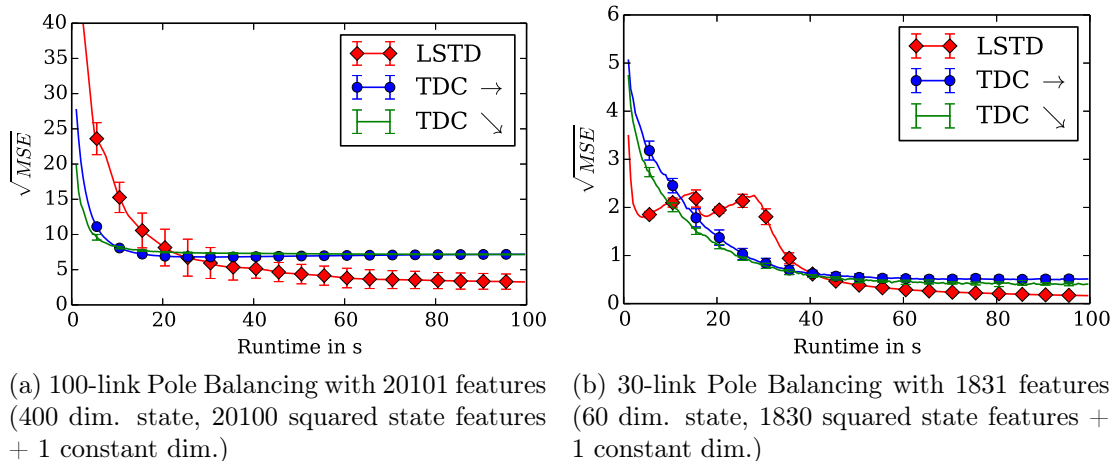 40
35
30
25
20
15
10
5
0
√MSE
0 20 40 60 80 100
Runtime in s
LSTD
TDC →
TDC ↘
6
5
4
3
2
1
0
√MSE
0 20 40 60 80 100
Runtime in s
LSTD
TDC →
TDC ↘
(a) 100-link Pole Balancing with 20101 features
(400 dim. state, 20100 squared state features
+ 1 constant dim.)
(b) 30-link Pole Balancing with 1831 features
(60 dim. state, 1830 squared state features +
1 constant dim.)